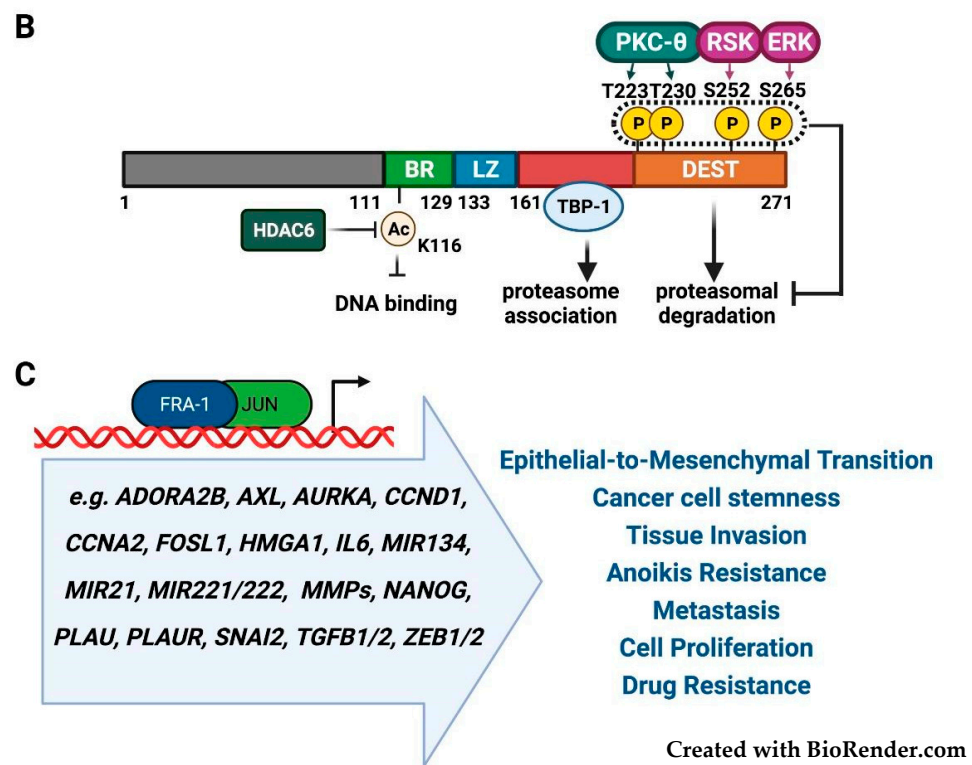 B
PKC-θ RSK ERK
T223 T230 S252 S265
P P P P
BR LZ DEST
1 111 129 133 161 TBP-1 271
HDAC6 Ac K116
DNA binding
proteasome association
proteasomal degradation
C
FRA-1 JUN
e.g. ADORA2B, AXL, AURKA, CCND1,
CCNA2, FOSL1, HMGA1, IL6, MIR134,
MIR21, MIR221/222, MMPs, NANOG,
PLAU, PLAUR, SNAI2, TGFB1/2, ZEB1/2
Epithelial-to-Mesenchymal Transition
Cancer cell stemness
Tissue Invasion
Anoikis Resistance
Metastasis
Cell Proliferation
Drug Resistance
Created with BioRender.com